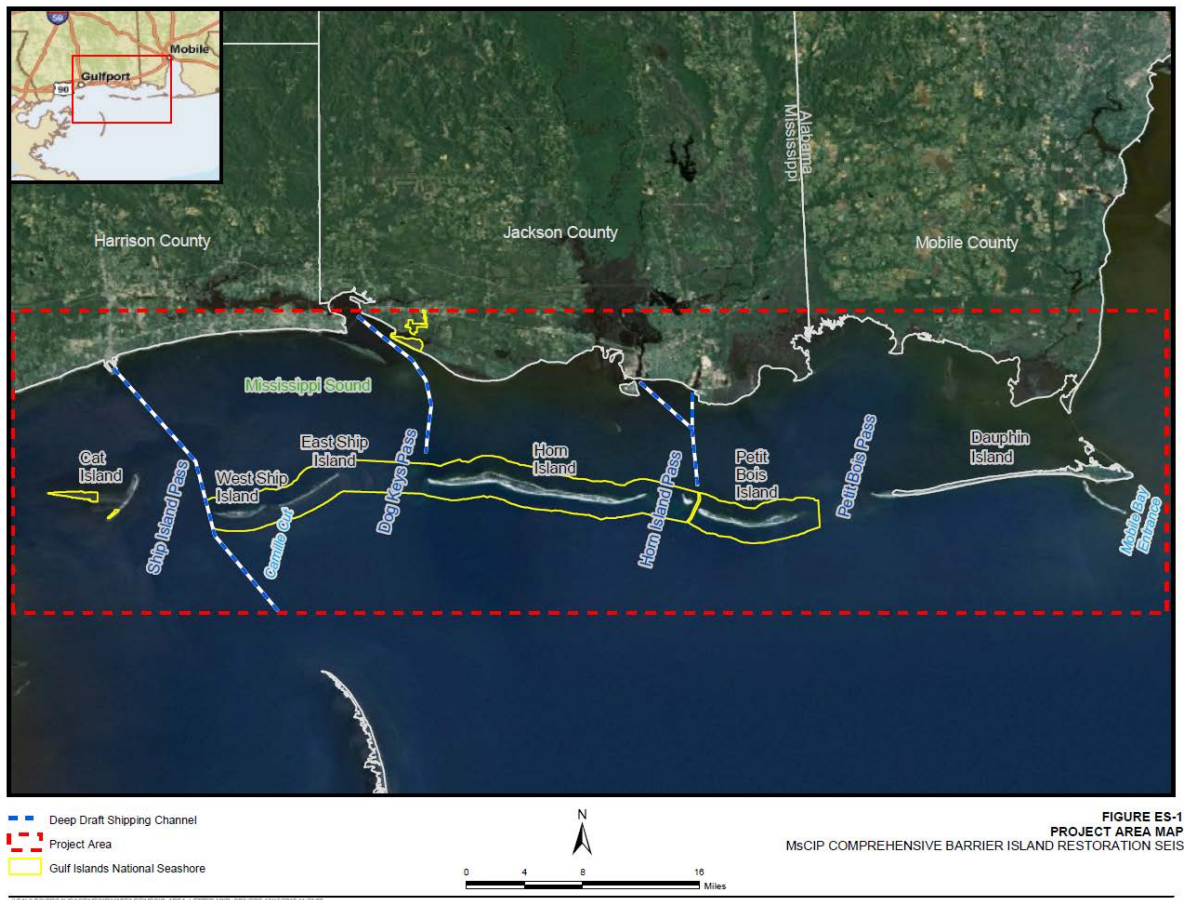 59
Mobile
Gulfport
90
Alabama
Mississippi
Harrison County
Jackson County
Mobile County
Mississippi Sound
Cat
Island
Ship Island Pass
West Ship
Island
East Ship
Island
Camille Cut
Dog Keys Pass
Horn
Island
Horn Island Pass
Petit
Bois
Island
Petit Bois Pass
Dauphin
Island
Mobile Bay
Entrance
Deep Draft Shipping Channel
Project Area
Gulf Islands National Seashore
N
0 4 8 16
Miles
FIGURE ES-1
PROJECT AREA MAP
MsCIP COMPREHENSIVE BARRIER ISLAND RESTORATION SEIS